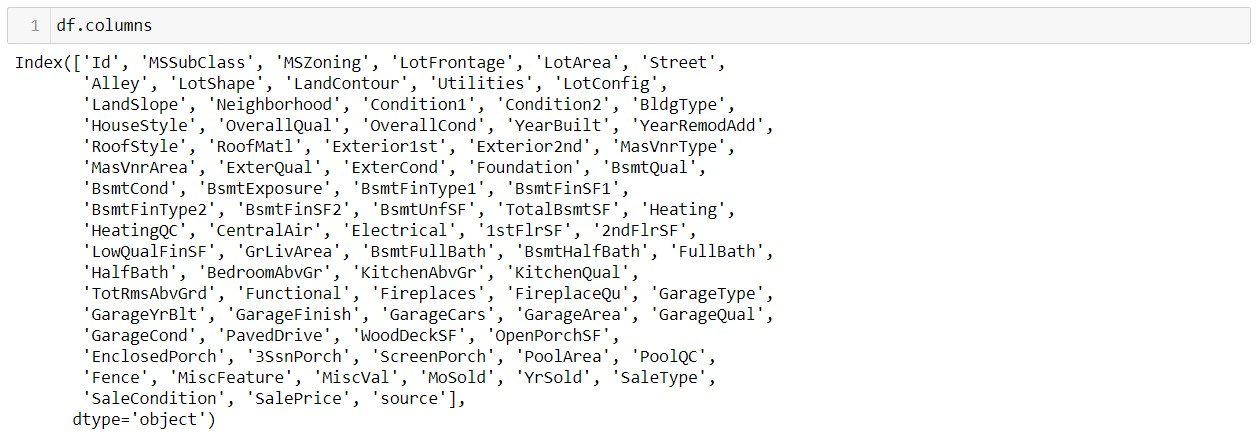 1 df.columns
Index(['Id', 'MSSubClass', 'MSZoning', 'LotFrontage', 'LotArea', 'Street',
'Alley', 'LotShape', 'LandContour', 'Utilities', 'LotConfig',
'LandSlope', 'Neighborhood', 'Condition1', 'Condition2', 'BldgType',
'HouseStyle', 'OverallQual', 'OverallCond', 'YearBuilt', 'YearRemodAdd',
'RoofStyle', 'RoofMatl', 'Exterior1st', 'Exterior2nd', 'MasVnrType',
'MasVnrArea', 'ExterQual', 'ExterCond', 'Foundation', 'BsmtQual',
'BsmtCond', 'BsmtExposure', 'BsmtFinType1', 'BsmtFinSF1',
'BsmtFinType2', 'BsmtFinSF2', 'BsmtUnfSF', 'TotalBsmtSF', 'Heating',
'HeatingQC', 'CentralAir', 'Electrical', '1stFlrSF', '2ndFlrSF',
'LowQualFinSF', 'GrLivArea', 'BsmtFullBath', 'BsmtHalfBath', 'FullBath',
'HalfBath', 'BedroomAbvGr', 'KitchenAbvGr', 'KitchenQual',
'TotRmsAbvGrd', 'Functional', 'Fireplaces', 'FireplaceQu', 'GarageType',
'GarageYrBlt', 'GarageFinish', 'GarageCars', 'GarageArea', 'GarageQual',
'GarageCond', 'PavedDrive', 'WoodDeckSF', 'OpenPorchSF',
'EnclosedPorch', '3SsnPorch', 'ScreenPorch', 'PoolArea', 'PoolQC',
'Fence', 'MiscFeature', 'MiscVal', 'MoSold', 'YrSold', 'SaleType',
'SaleCondition', 'SalePrice', 'source'],
dtype='object')